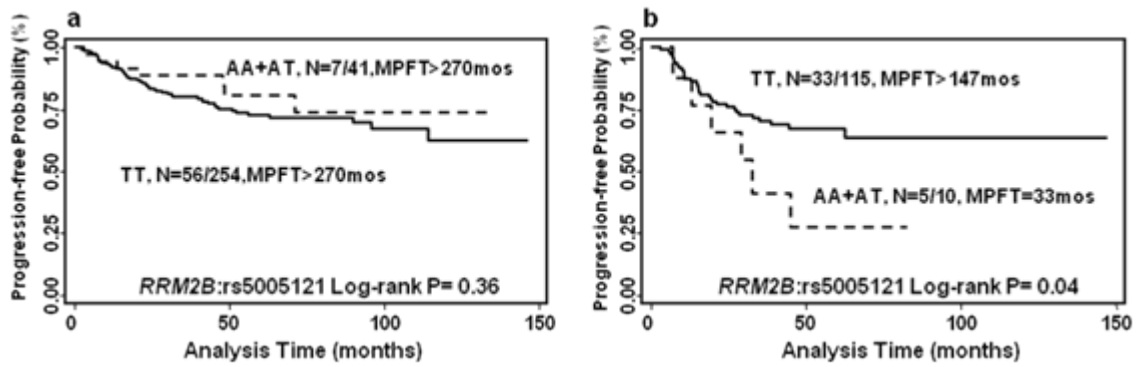 a
Progression-free Probability (%)
1.00
0.75
0.50
0.25
0.00
AA+AT, N=7/41,MPFT>270mos
TT, N=56/254,MPFT>270mos
RRM2B:rs5005121 Log-rank P= 0.36
0 50 100 150
Analysis Time (months)
b
Progression-free Probability (%)
1.00
0.75
0.50
0.25
0.00
TT, N=33/115, MPFT>147mos
AA+AT, N=5/10, MPFT=33mos
RRM2B:rs5005121 Log-rank P= 0.04
0 50 100 150
Analysis Time (months)